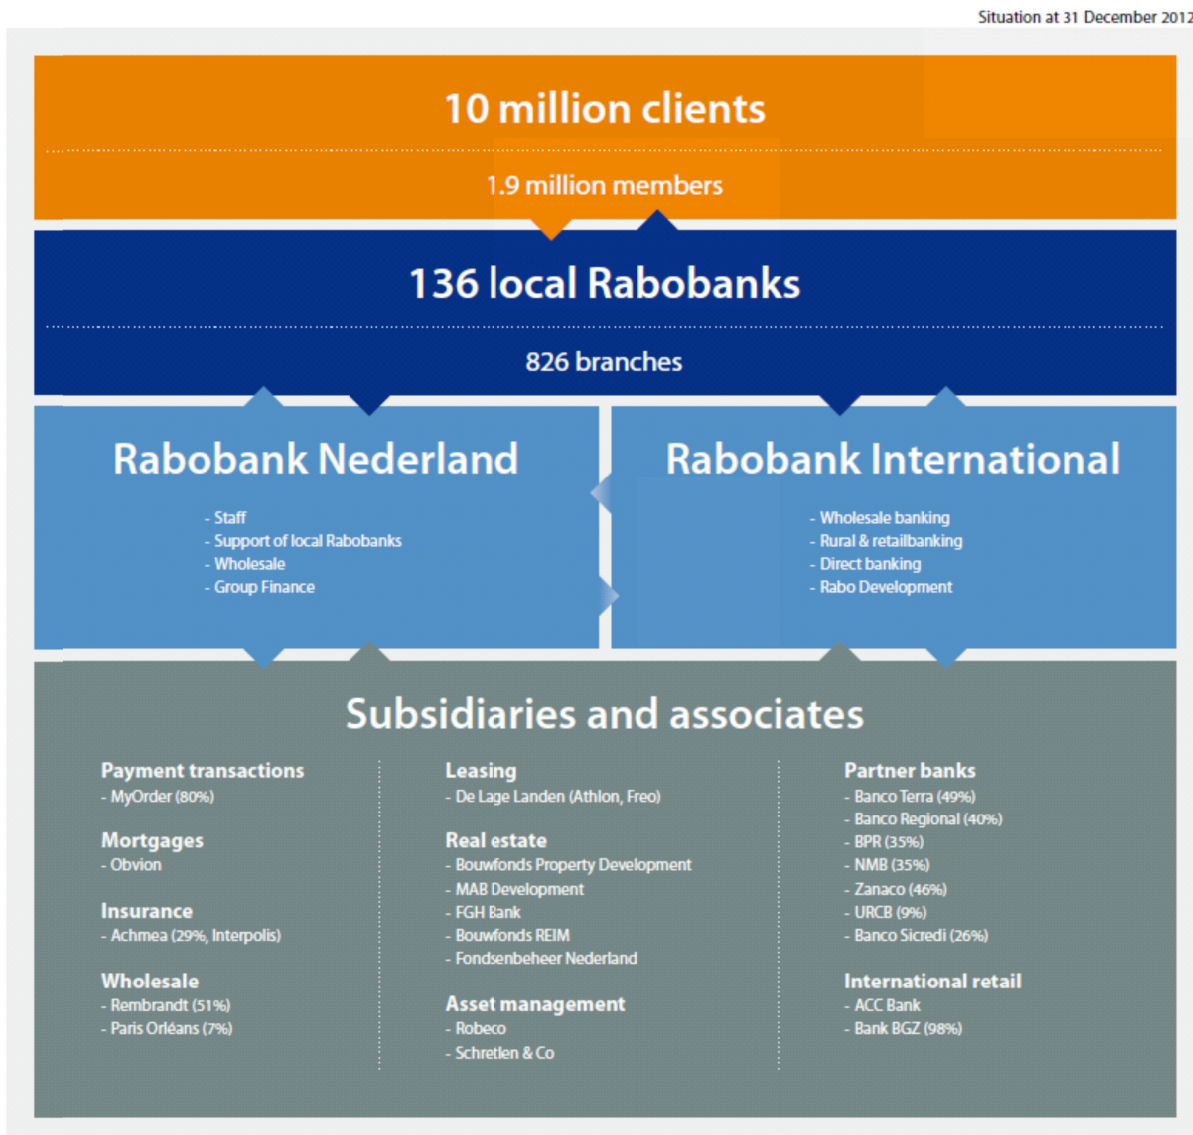 Situation at 31 December 2012
10 million clients
1.9 million members
136 local Rabobanks
826 branches
Rabobank Nederland
- Staff
- Support of local Rabobanks
- Wholesale
- Group Finance
Rabobank International
- Wholesale banking
- Rural & retailbanking
- Direct banking
- Rabo Development
Subsidiaries and associates
Payment transactions
- MyOrder (80%)
Mortgages
- Obvion
Insurance
- Achmea (29%, Interpolis)
Wholesale
- Rembrandt (51%)
- Paris Orléans (7%)
Leasing
- De Lage Landen (Athlon, Freo)
Real estate
- Bouwfonds Property Development
- MAB Development
- FGH Bank
- Bouwfonds REIM
- Fondsenbeheer Nederland
Asset management
- Robeco
- Schretlen & Co
Partner banks
- Banco Terra (49%)
- Banco Regional (40%)
- BPR (35%)
- NMB (35%)
- Zanaco (46%)
- URCB (9%)
- Banco Sicredi (26%)
International retail
- ACC Bank
- Bank BGZ (98%)